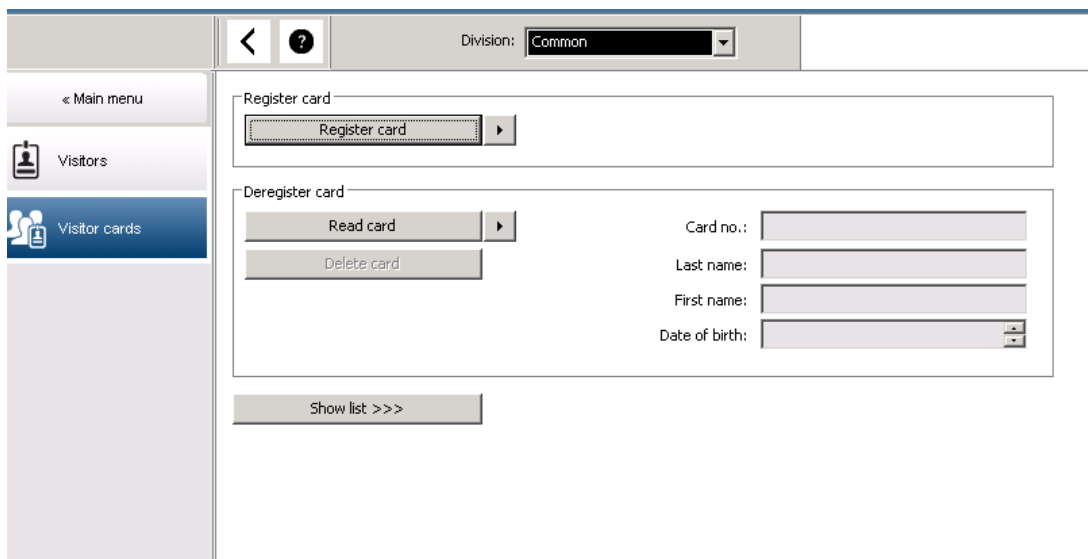 Division: Common
« Main menu
Visitors
Visitor cards
Register card
Register card
Deregister card
Read card
Delete card
Card no.:
Last name:
First name:
Date of birth:
Show list >>>